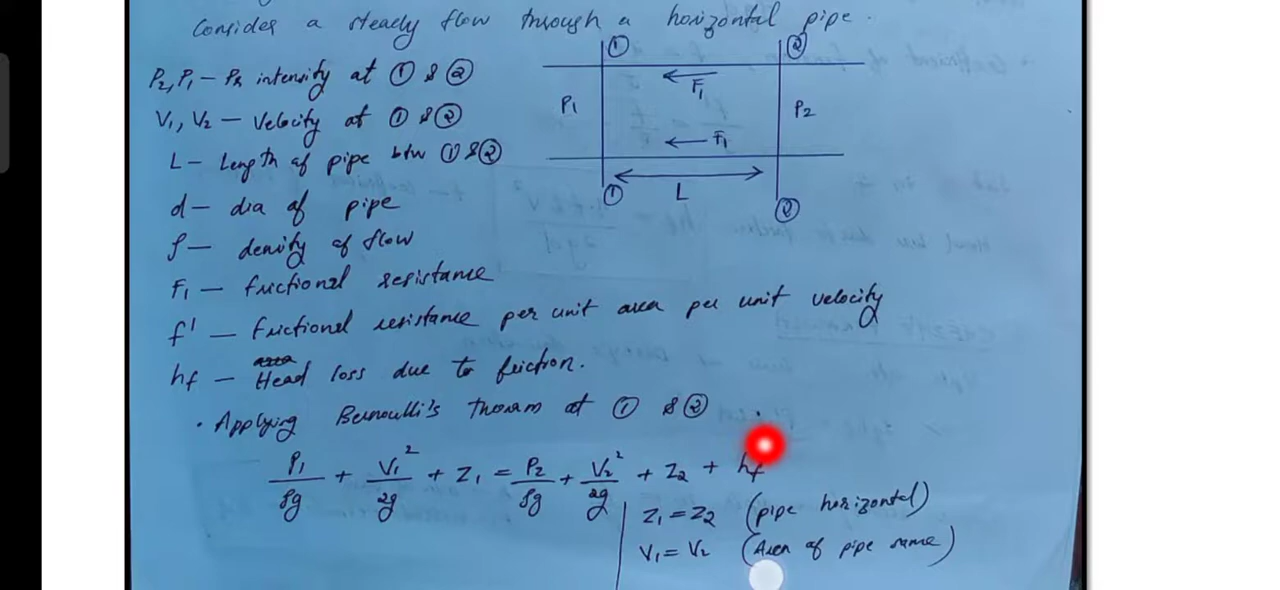 Consider a steady flow through a horizontal pipe.
P2, P1 - Pr intensity at ① & ②
V1, V2 - Velocity at ① & ②
L - Length of pipe btw ① & ②
d - dia of pipe
ρ - density of flow
F1 - frictional resistance
f' - Frictional resistance per unit area per unit velocity
hf - Head loss due to friction.
① ②
F1
P1 P2
F1
L
① ②
• Applying Bernoulli's Thoram at ① & ②
P1/ρg + V1²/2g + Z1 = P2/ρg + V2²/2g + Z2 + hf
Z1 = Z2 (pipe horizontal)
V1 = V2 (Area of pipe same)